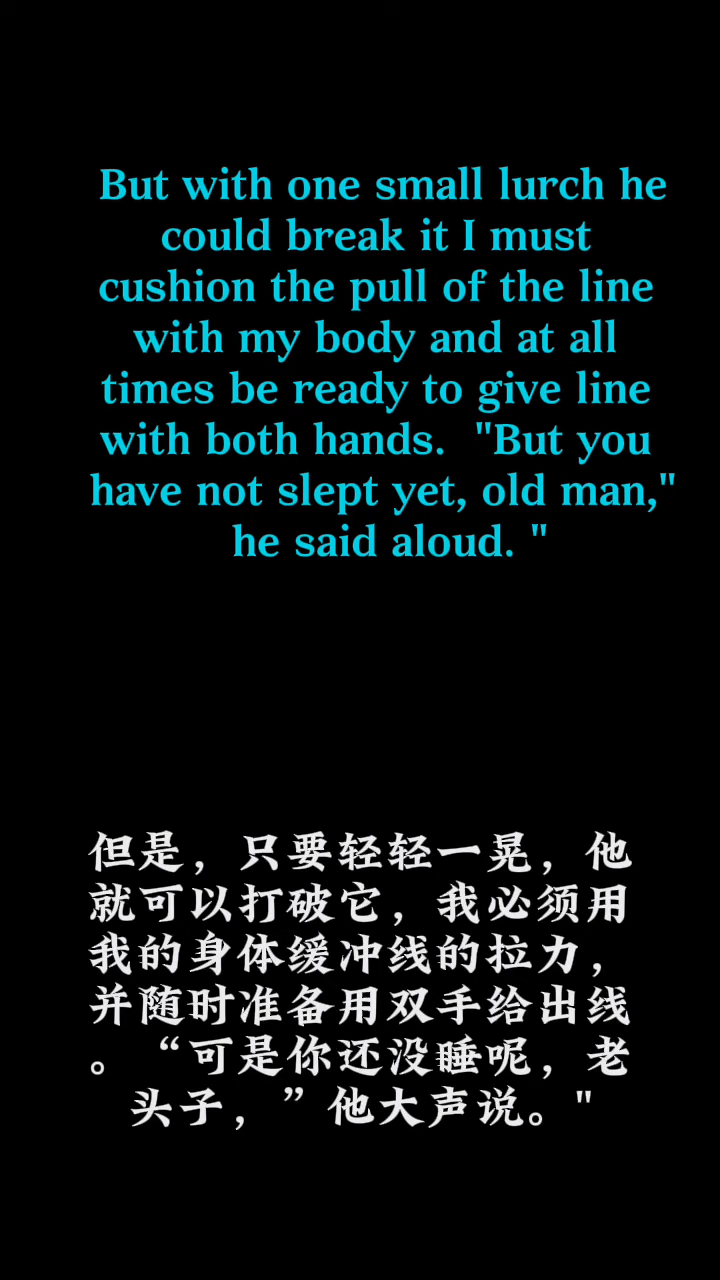 But with one small lurch he
could break it I must
cushion the pull of the line
with my body and at all
times be ready to give line
with both hands.  "But you
have not slept yet, old man,"
he said aloud. "
但是，只要轻轻一晃，他
就可以打破它，我必须用
我的身体缓冲线的拉力，
并随时准备用双手给出线
。“可是你还没睡呢，老
头子，”他大声说。"